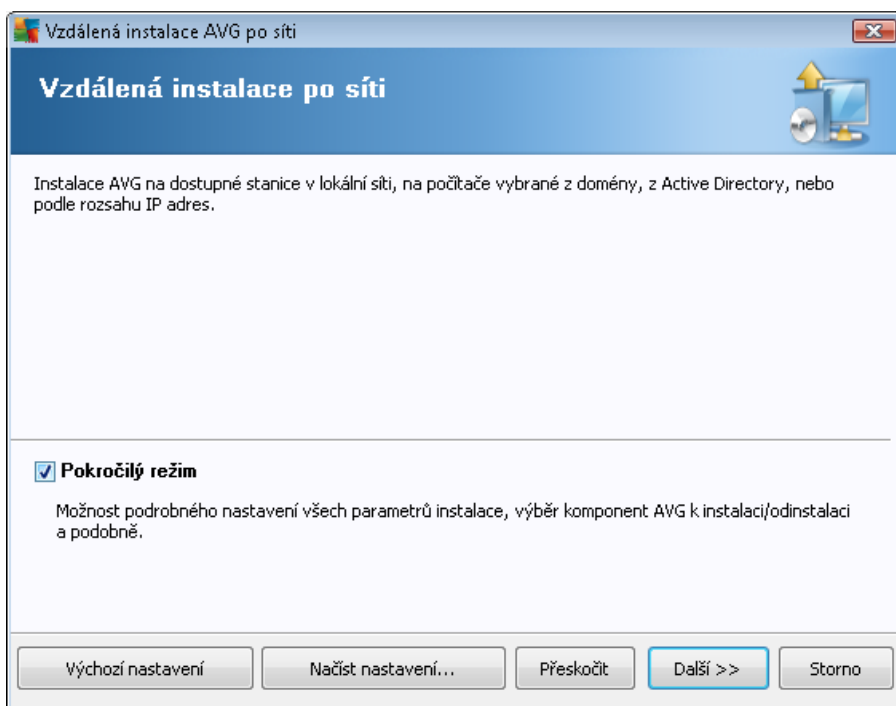 Vzdálená instalace AVG po síti
Vzdálená instalace po síti
Instalace AVG na dostupné stanice v lokální síti, na počítače vybrané z domény, z Active Directory, nebo
podle rozsahu IP adres.
Pokročilý režim
Možnost podrobného nastavení všech parametrů instalace, výběr komponent AVG k instalaci/odinstalaci
a podobně.
Výchozí nastavení
Načíst nastavení...
Přeskočit
Další >>
Storno